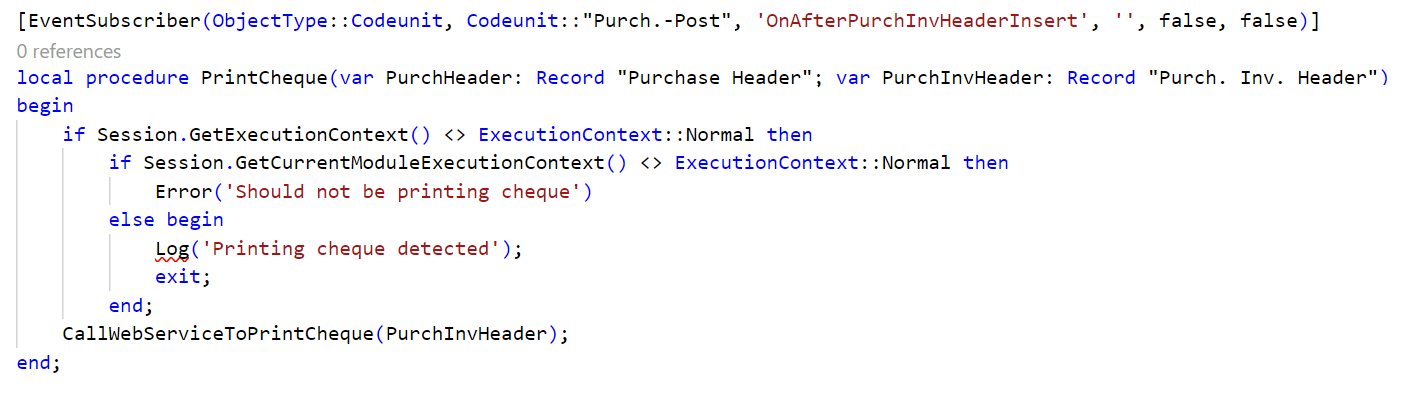 [EventSubscriber(ObjectType::Codeunit, Codeunit::"Purch.-Post", 'OnAfterPurchInvHeaderInsert', '', false, false)]
0 references
local procedure PrintCheque(var PurchHeader: Record "Purchase Header"; var PurchInvHeader: Record "Purch. Inv. Header")
begin
    if Session.GetExecutionContext() <> ExecutionContext::Normal then
        if Session.GetCurrentModuleExecutionContext() <> ExecutionContext::Normal then
            Error('Should not be printing cheque')
        else begin
            Log('Printing cheque detected');
            exit;
        end;
    CallWebServiceToPrintCheque(PurchInvHeader);
end;